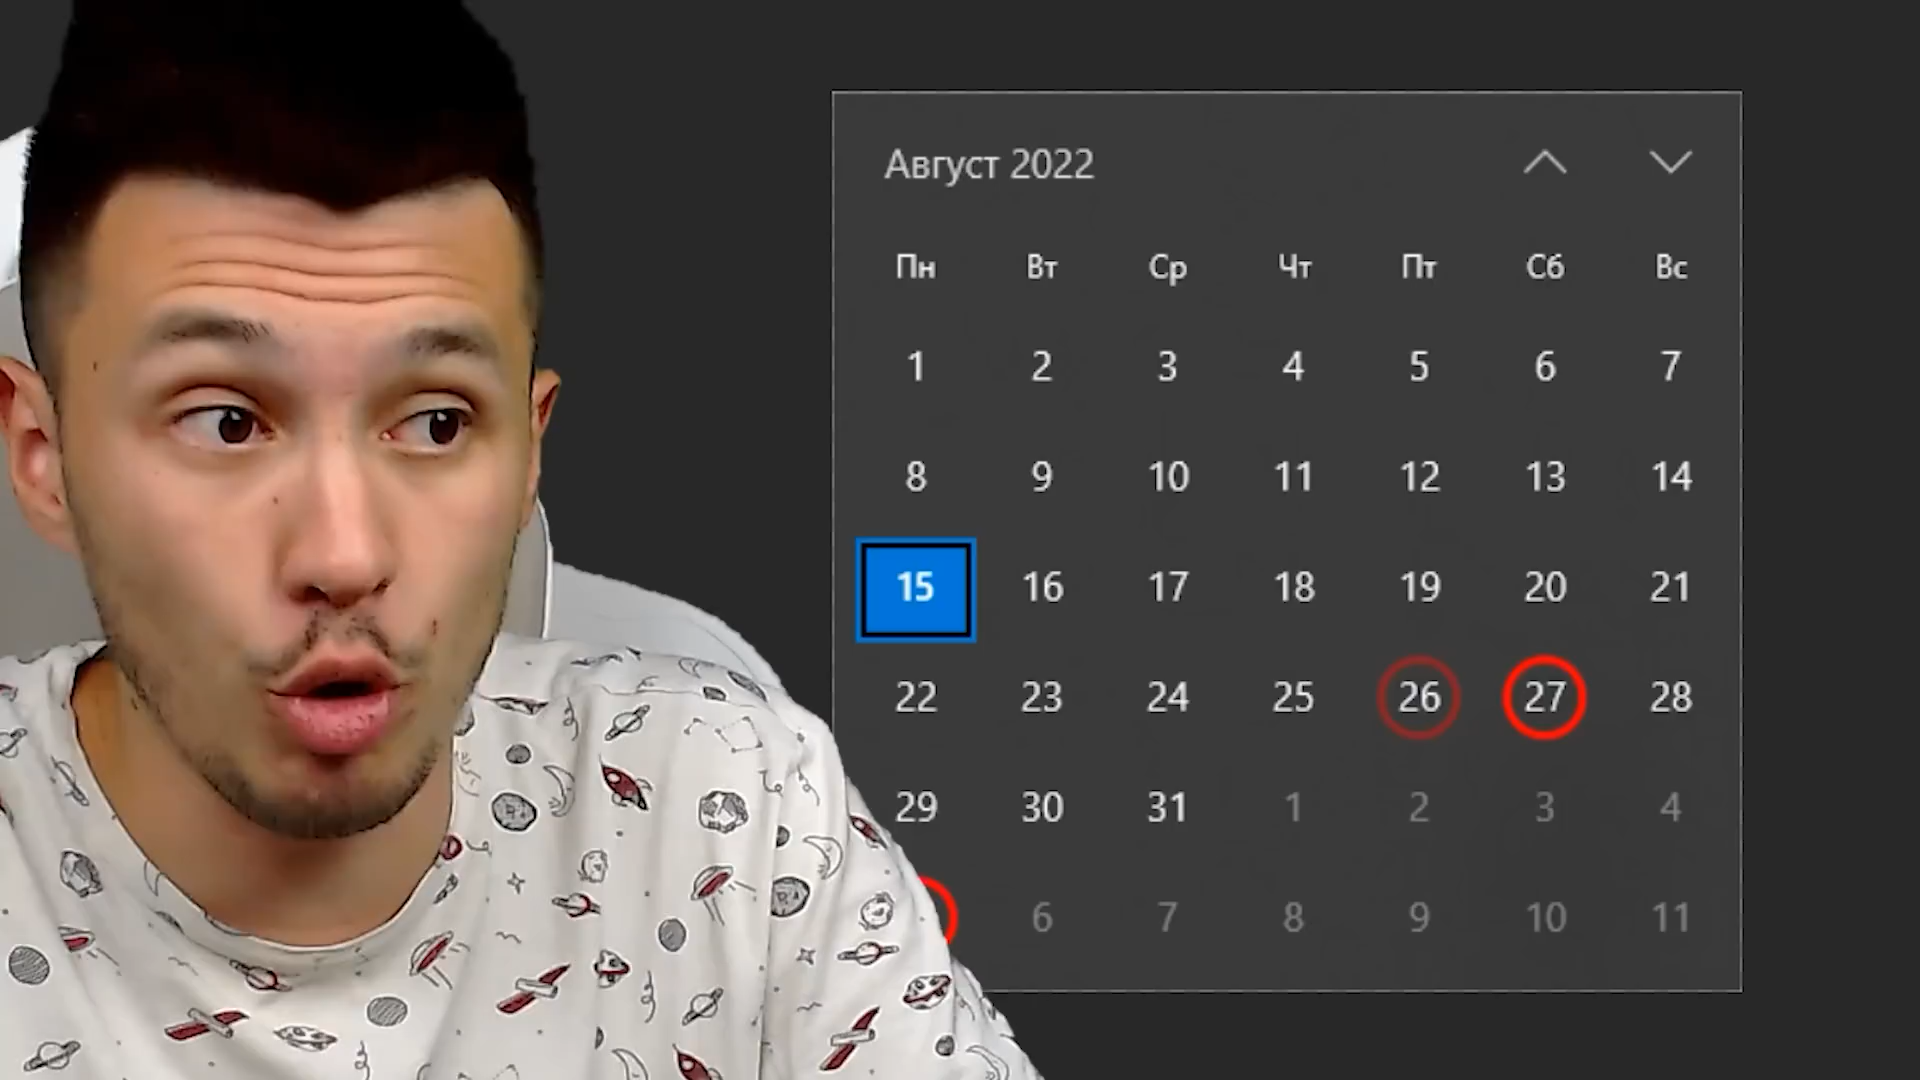 Август 2022
Пн Вт Ср Чт Пт Сб Вс
1 2 3 4 5 6 7
8 9 10 11 12 13 14
15 16 17 18 19 20 21
22 23 24 25 26 27 28
29 30 31 1 2 3 4
6 7 8 9 10 11